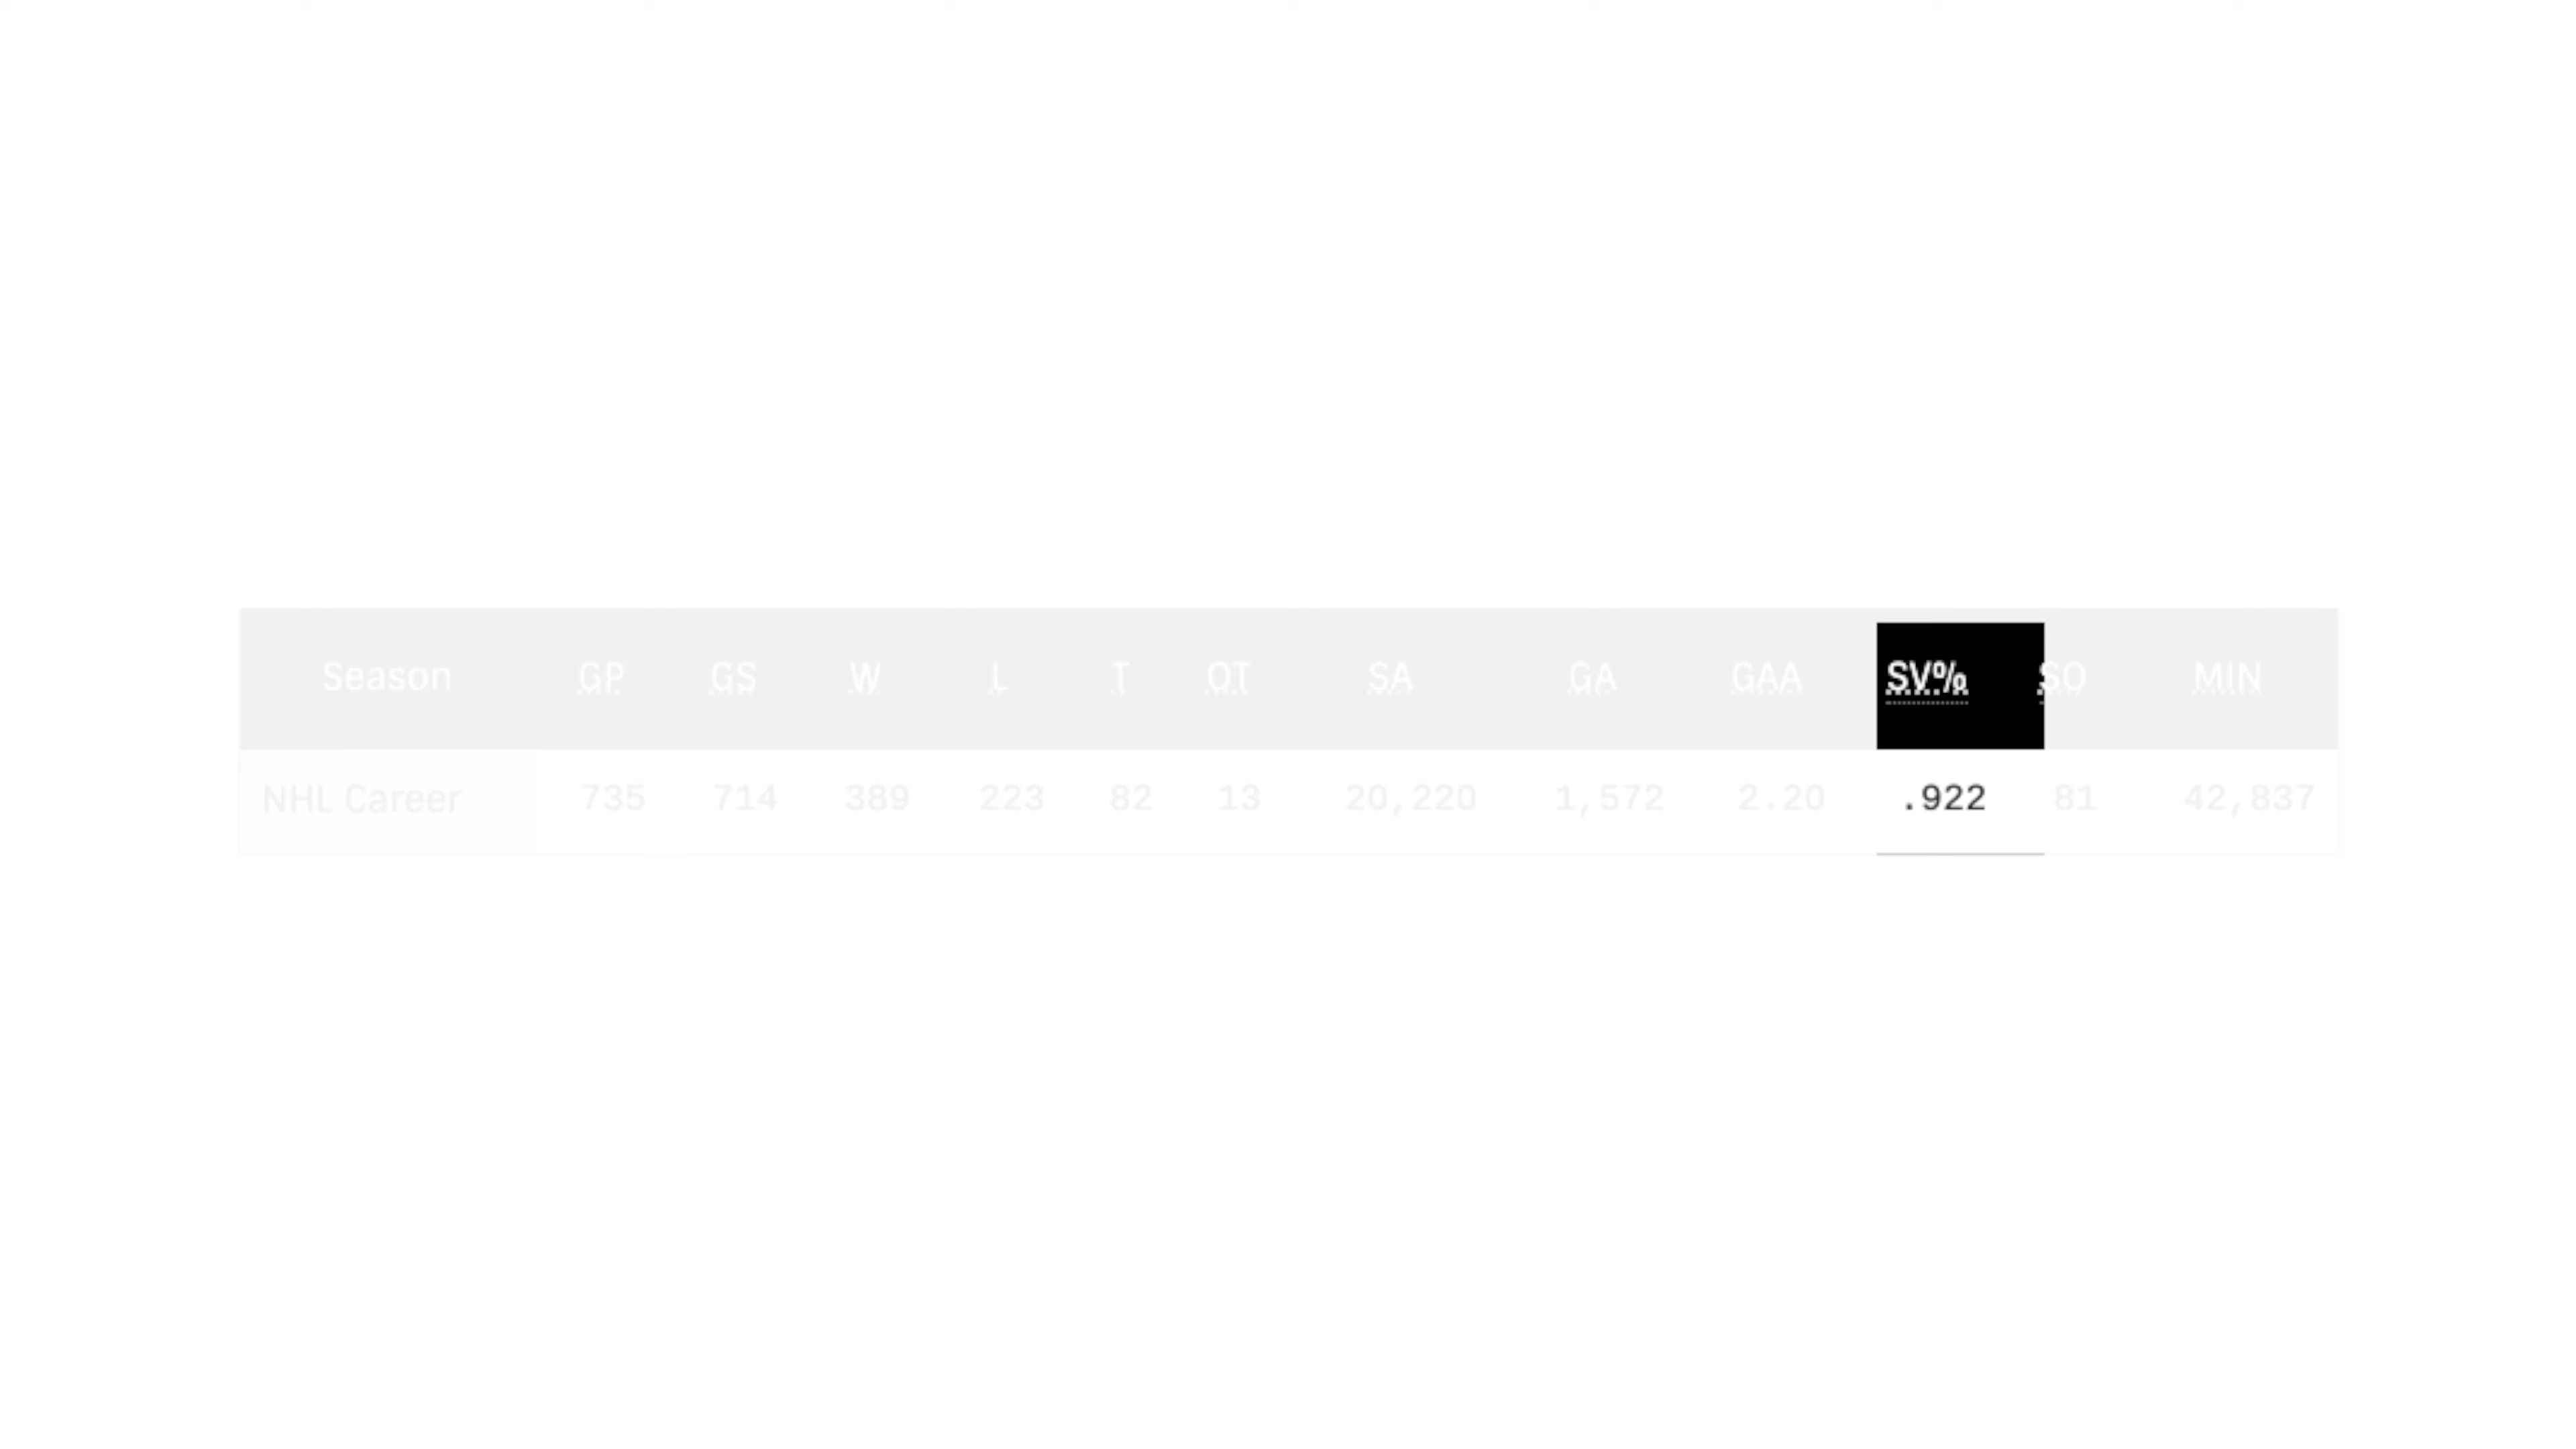 Season GP GS W L T OT SA GA GAA SV% SO MIN
NHL Career 735 714 389 223 82 13 20,220 1,572 2.20 .922 81 42,837